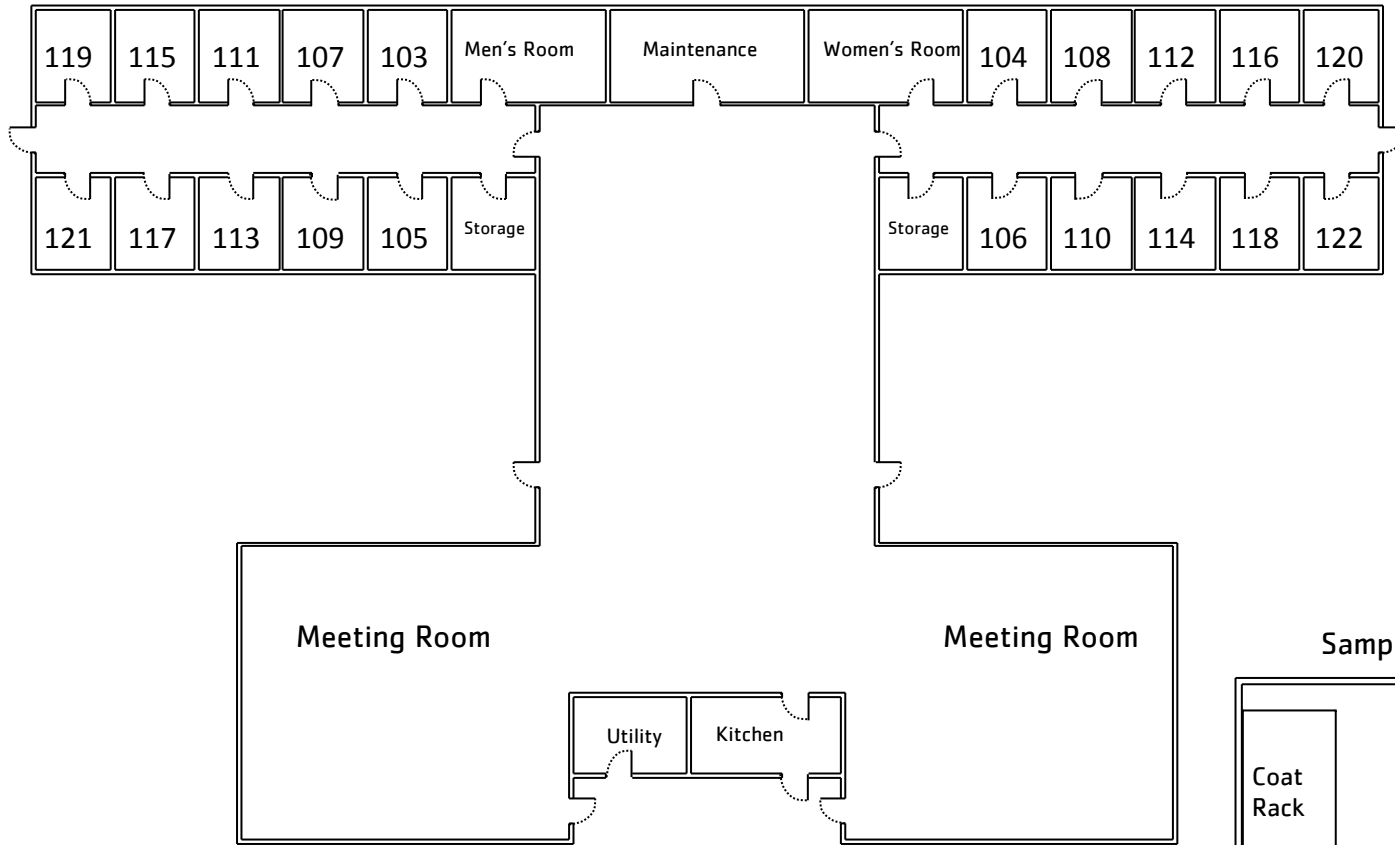 119 115 111 107 103 Men's Room Maintenance Women's Room 104 108 112 116 120
121 117 113 109 105 Storage Storage 106 110 114 118 122
Meeting Room Meeting Room
Samp
Utility Kitchen
Coat
Rack